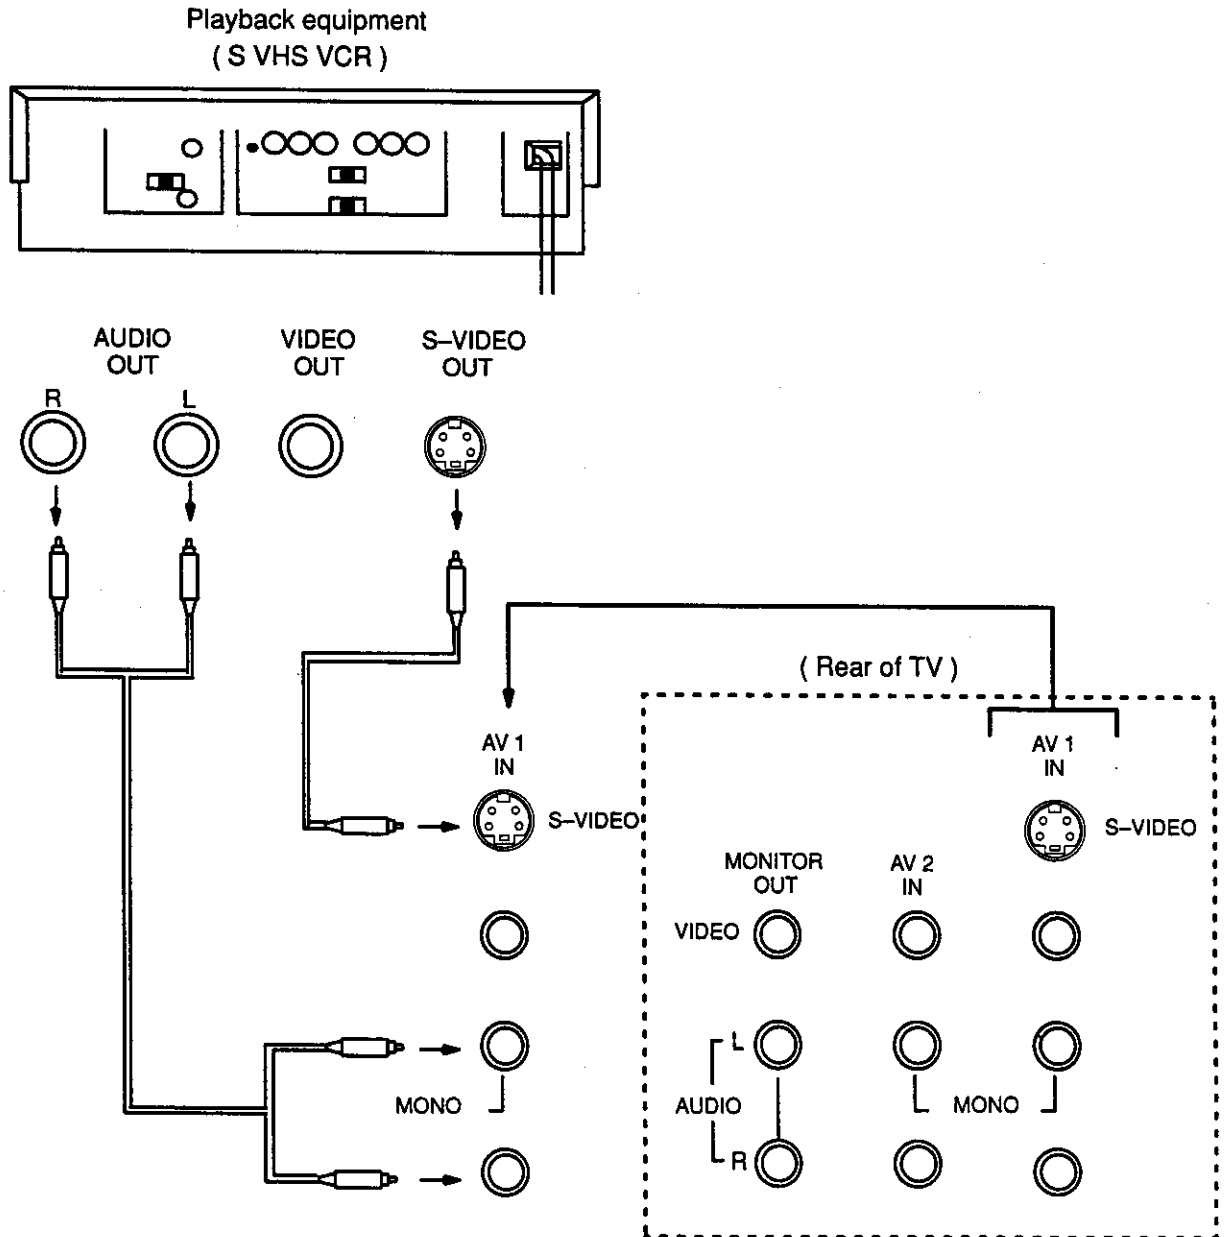 Playback equipment
( S VHS VCR )
AUDIO
OUT
VIDEO
OUT
S–VIDEO
OUT
R
L
( Rear of TV )
AV 1
IN
S–VIDEO
AV 1
IN
S–VIDEO
MONITOR
OUT
AV 2
IN
VIDEO
L
AUDIO
R
MONO
MONO